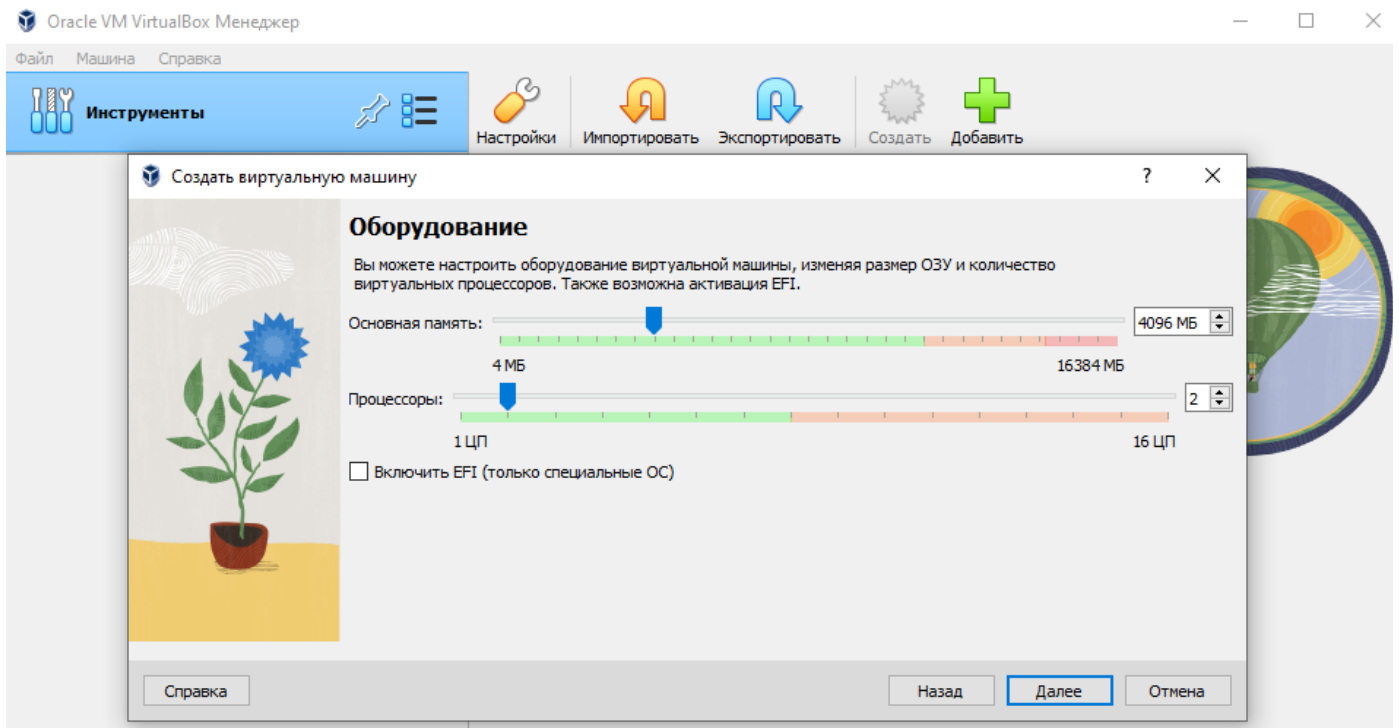 Oracle VM VirtualBox Менеджер
Файл Машина Справка
Инструменты
Настройки Импортировать Экспортировать Создать Добавить
Создать виртуальную машину ?
Оборудование
Вы можете настроить оборудование виртуальной машины, изменяя размер ОЗУ и количество
виртуальных процессоров. Также возможна активация EFI.
Основная память: 4096 МБ
4 МБ 16384 МБ
Процессоры: 2
1 ЦП 16 ЦП
Включить EFI (только специальные ОС)
Справка Назад Далее Отмена